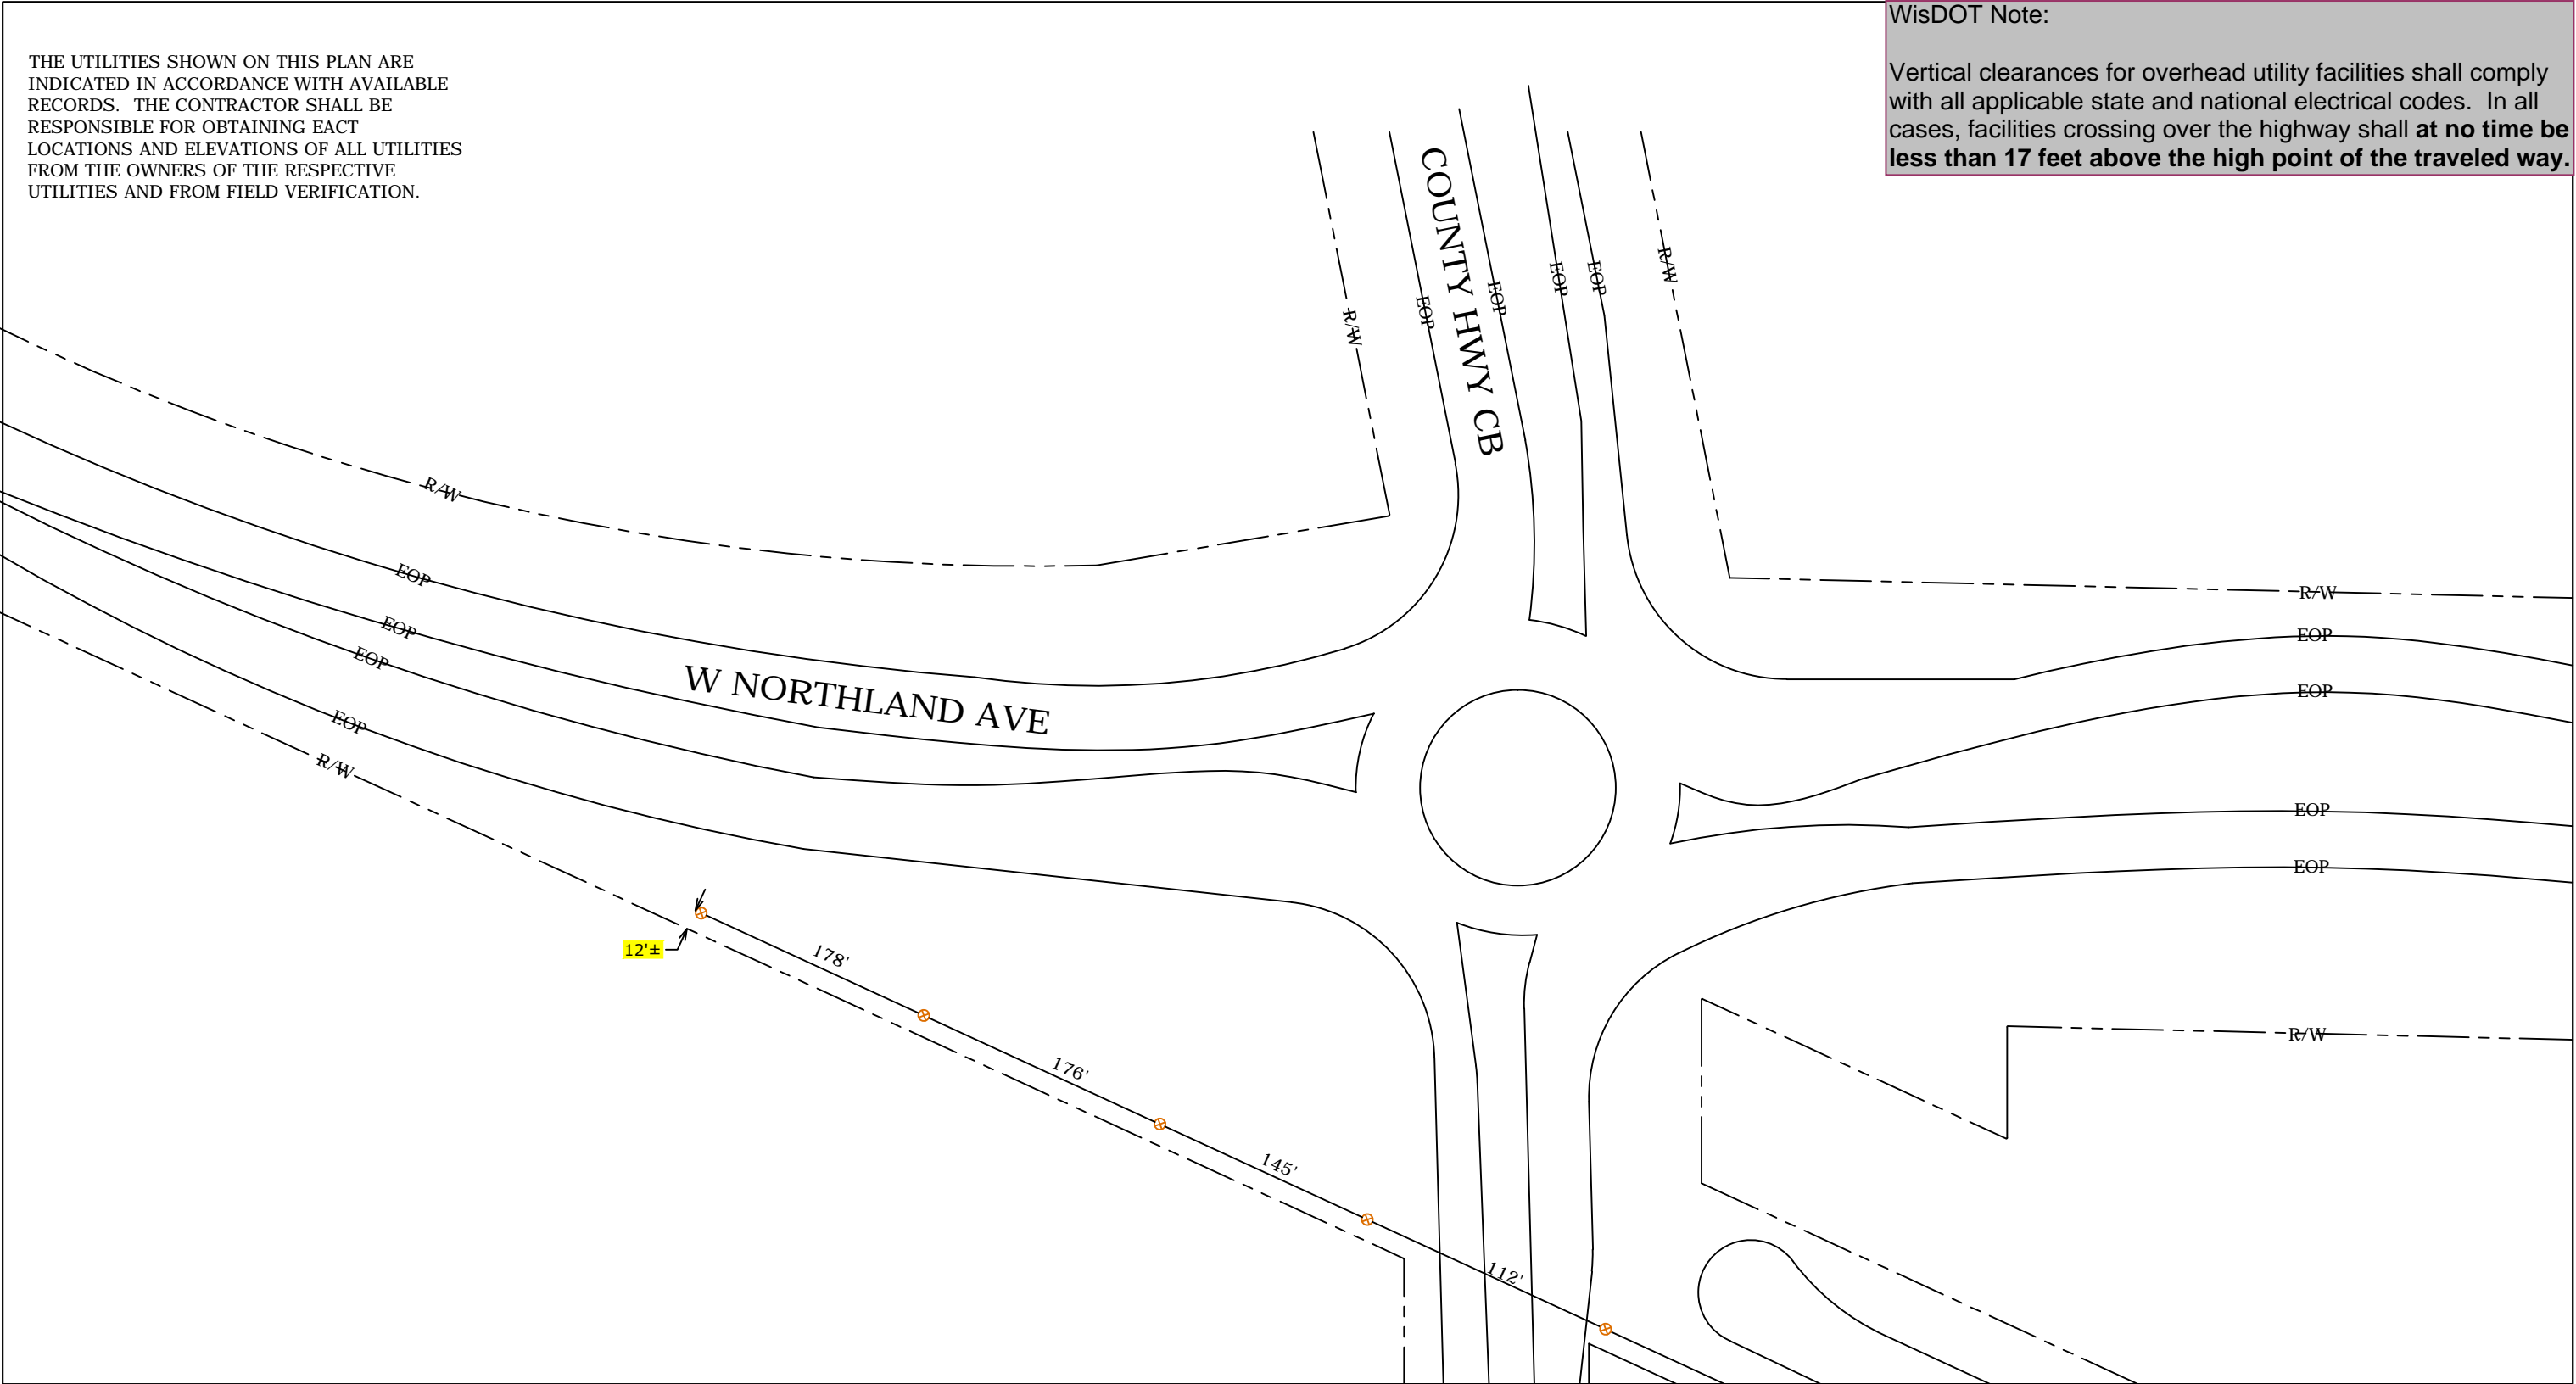 THE UTILITIES SHOWN ON THIS PLAN ARE
INDICATED IN ACCORDANCE WITH AVAILABLE
RECORDS.  THE CONTRACTOR SHALL BE
RESPONSIBLE FOR OBTAINING EACT
LOCATIONS AND ELEVATIONS OF ALL UTILITIES
FROM THE OWNERS OF THE RESPECTIVE
UTILITIES AND FROM FIELD VERIFICATION.
WisDOT Note:
Vertical clearances for overhead utility facilities shall comply
with all applicable state and national electrical codes.  In all
cases, facilities crossing over the highway shall at no time be
less than 17 feet above the high point of the traveled way.
COUNTY HWY CB
R/W
EOP
EOP
EOP
EOP
R/W
R/W
EOP
EOP
EOP
EOP
R/W
W NORTHLAND AVE
R/W
EOP
EOP
EOP
EOP
R/W
12'±
178'
176'
145'
112'